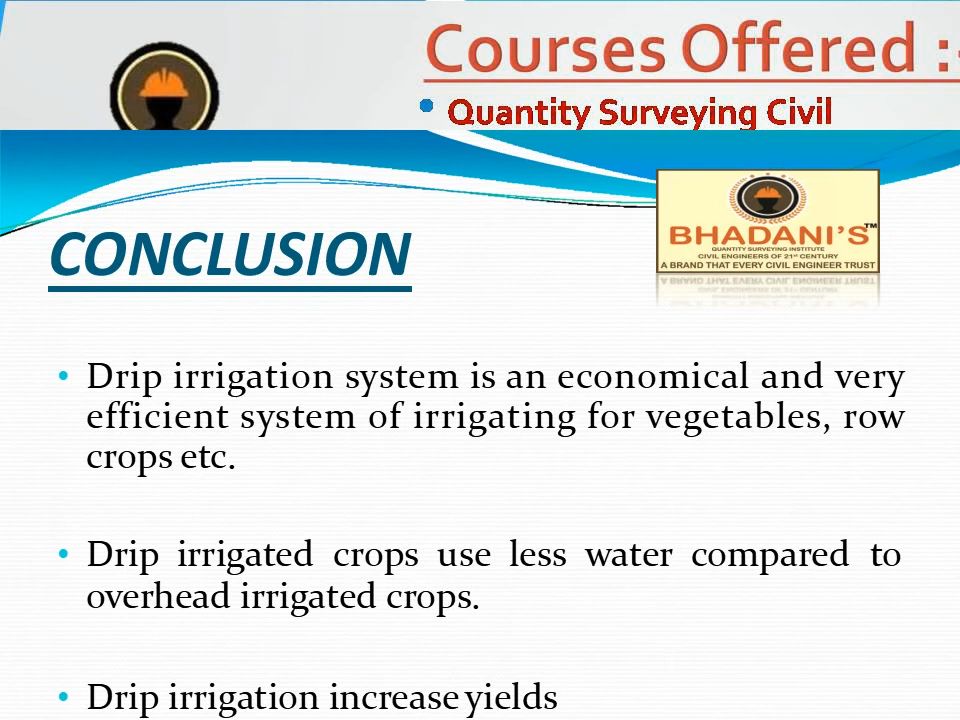 Courses Offered :-
• Quantity Surveying Civil
BHADANI'S™
QUANTITY SURVEYING INSTITUTE
CIVIL ENGINEERS OF 21ST CENTURY
A BRAND THAT EVERY CIVIL ENGINEER TRUST
CONCLUSION
• Drip irrigation system is an economical and very
efficient system of irrigating for vegetables, row
crops etc.
• Drip irrigated crops use less water compared to
overhead irrigated crops.
• Drip irrigation increase yields